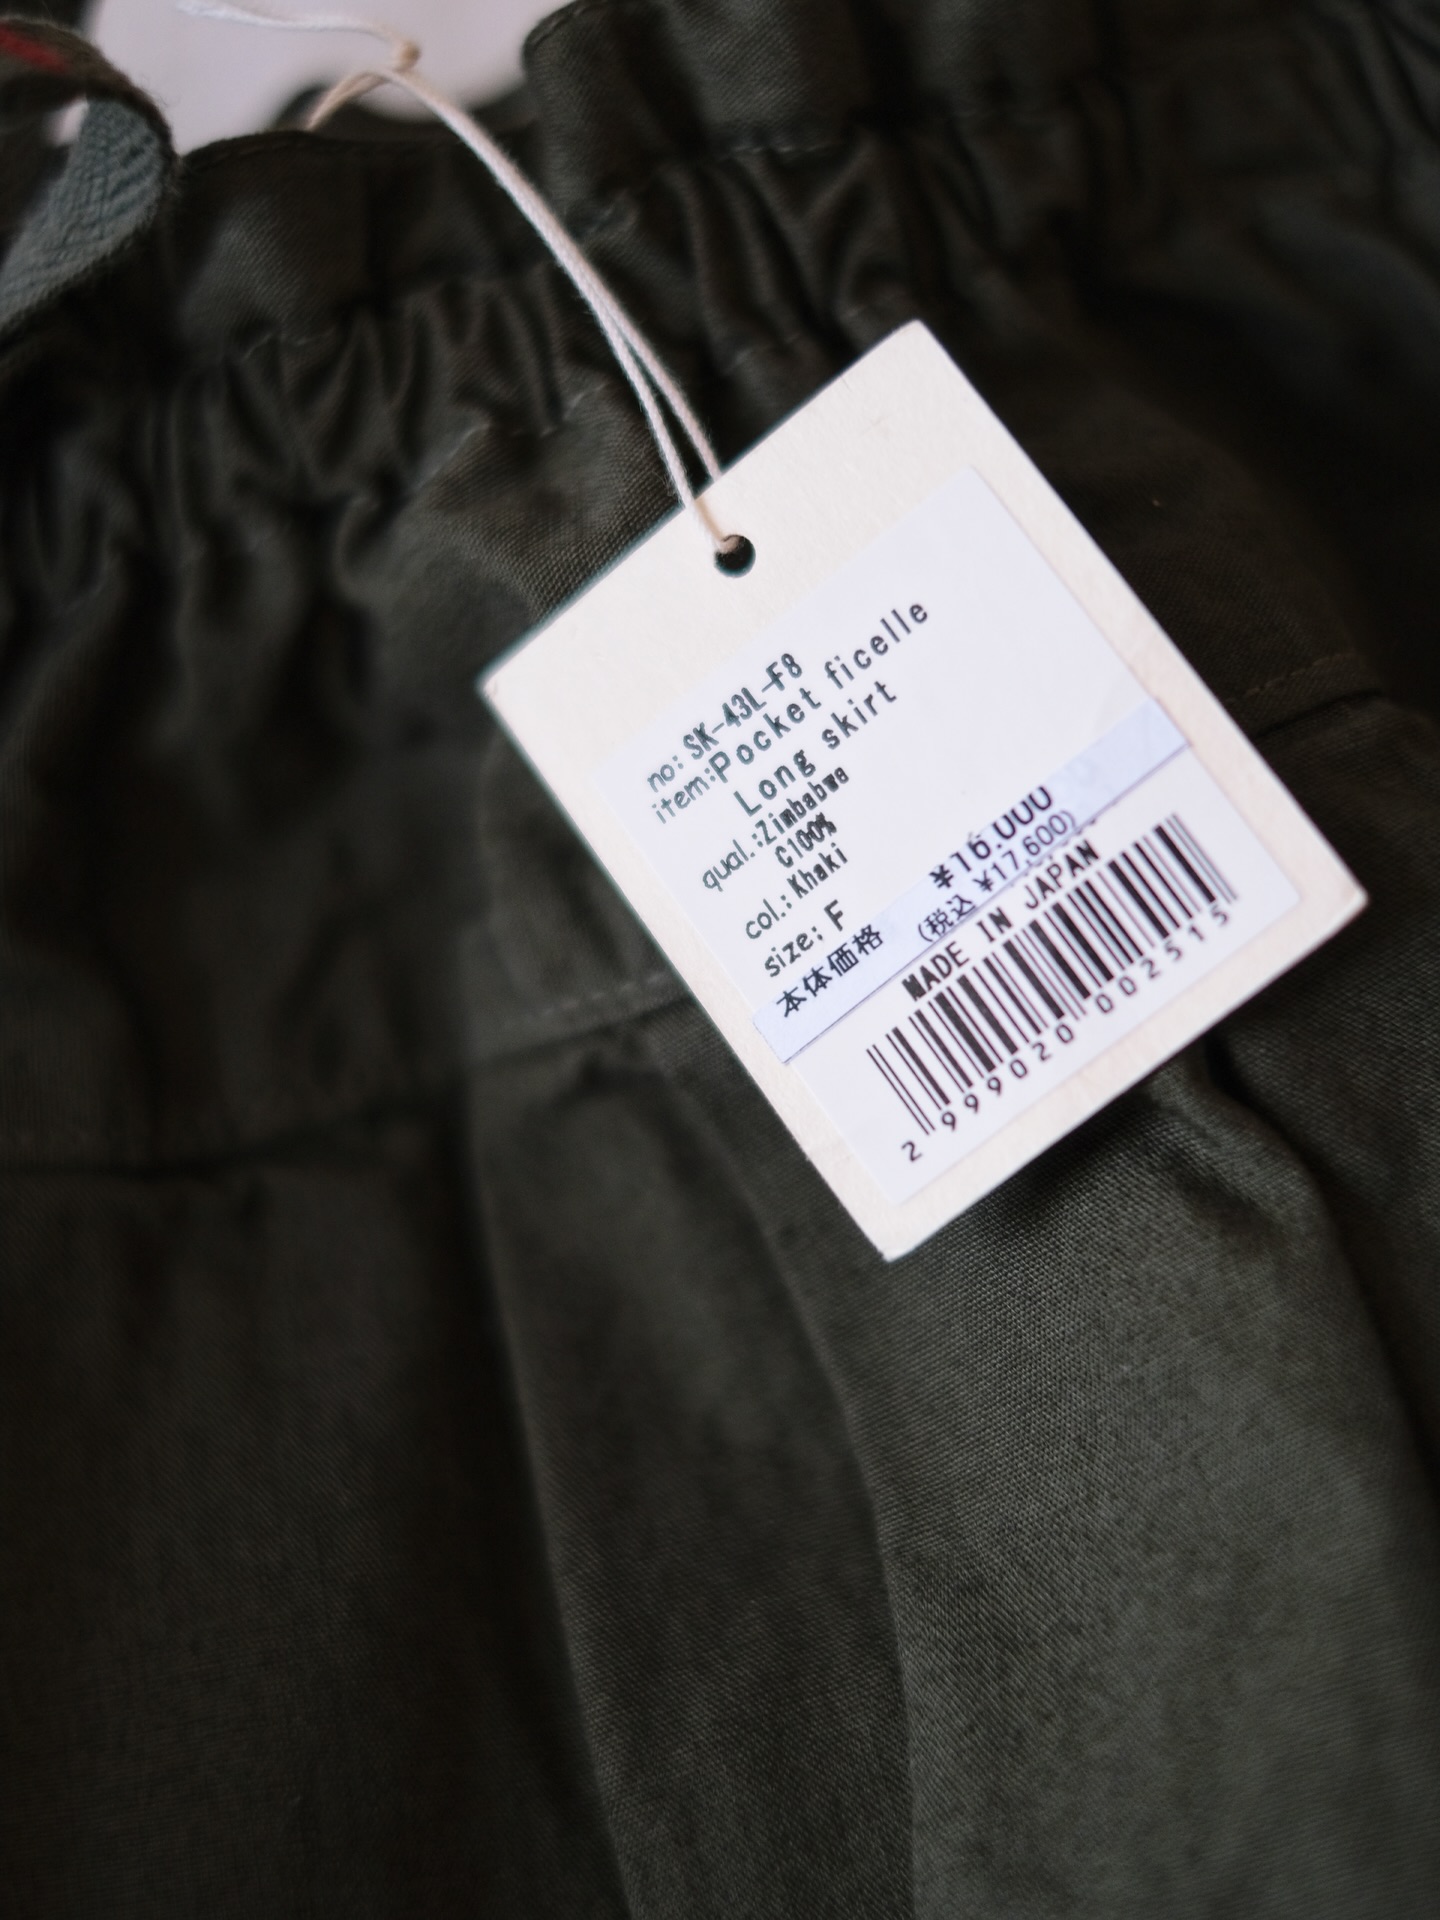 no: SK-43L-F8
item: Pocket ficelle
Long skirt
qual.: Zimbabwe
C100%
col.: Khaki
size: F
本体価格 ¥16,000
(税込 ¥17,600)
MADE IN JAPAN
2 999020 002515